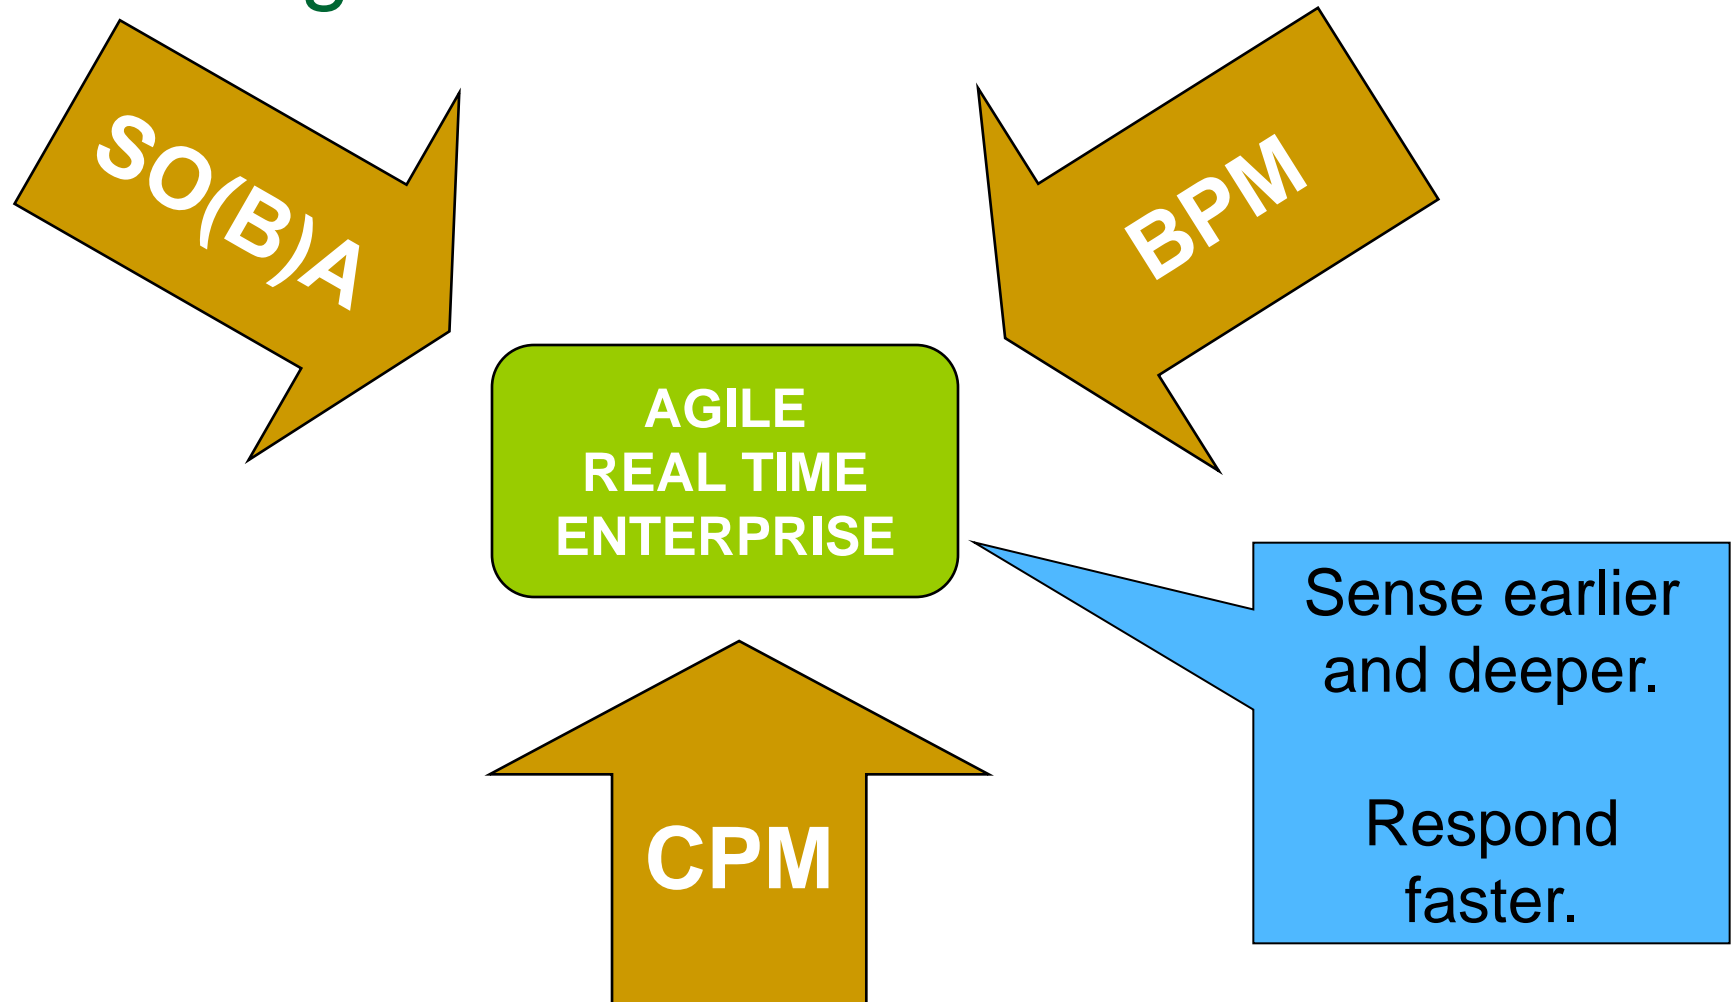 SO(B)A
BPM
AGILE
REAL TIME
ENTERPRISE
Sense earlier
and deeper.
Respond
faster.
CPM